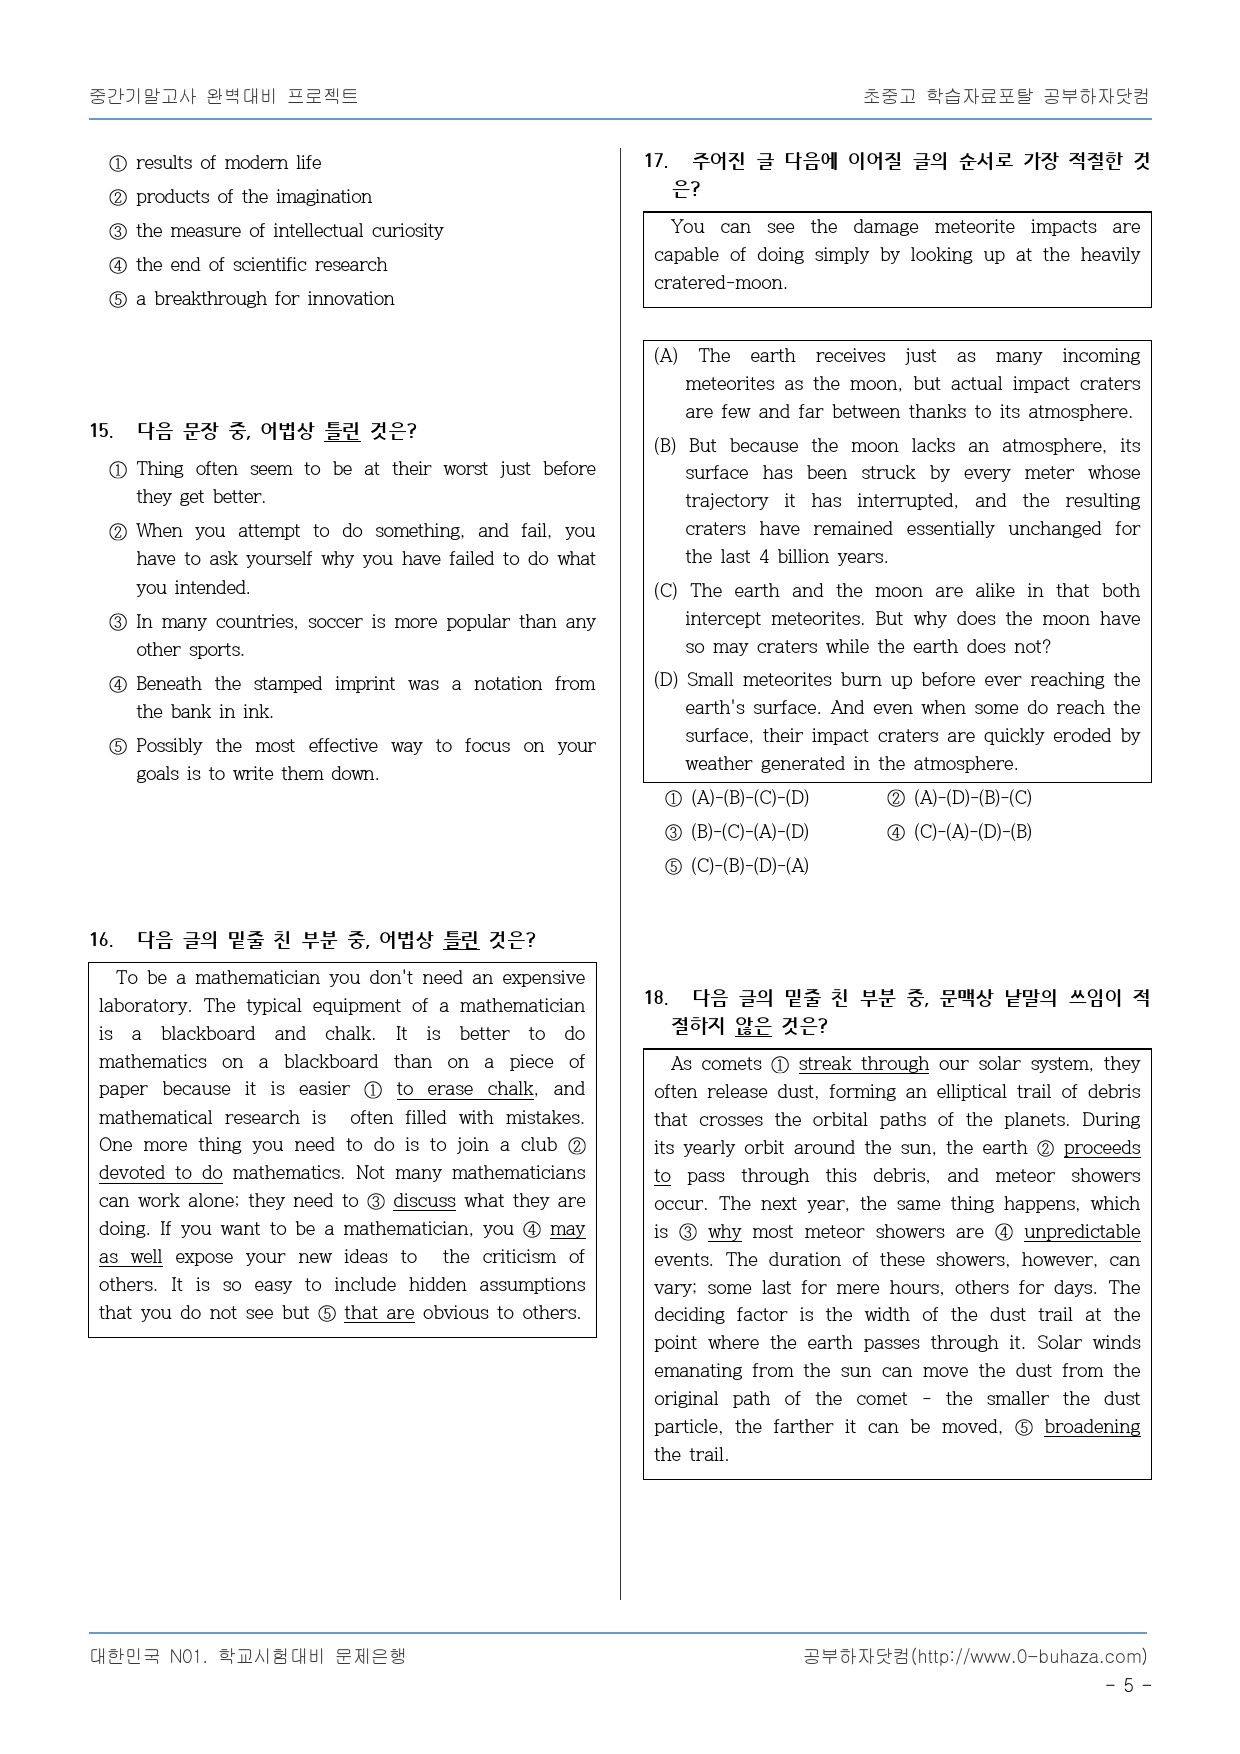 중간기말고사 완벽대비 프로젝트
초중고 학습자료포탈 공부하자닷컴
① results of modern life
② products of the imagination
③ the measure of intellectual curiosity
④ the end of scientific research
⑤ a breakthrough for innovation
15. 다음 문장 중, 어법상 틀린 것은?
① Thing often seem to be at their worst just before
they get better.
② When you attempt to do something, and fail, you
have to ask yourself why you have failed to do what
you intended.
③ In many countries, soccer is more popular than any
other sports.
④ Beneath the stamped imprint was a notation from
the bank in ink.
⑤ Possibly the most effective way to focus on your
goals is to write them down.
16. 다음 글의 밑줄 친 부분 중, 어법상 틀린 것은?
To be a mathematician you don't need an expensive
laboratory. The typical equipment of a mathematician
is a blackboard and chalk. It is better to do
mathematics on a blackboard than on a piece of
paper because it is easier ① to erase chalk, and
mathematical research is often filled with mistakes.
One more thing you need to do is to join a club ②
devoted to do mathematics. Not many mathematicians
can work alone; they need to ③ discuss what they are
doing. If you want to be a mathematician, you ④ may
as well expose your new ideas to the criticism of
others. It is so easy to include hidden assumptions
that you do not see but ⑤ that are obvious to others.
17. 주어진 글 다음에 이어질 글의 순서로 가장 적절한 것
은?
You can see the damage meteorite impacts are
capable of doing simply by looking up at the heavily
cratered-moon.
(A) The earth receives just as many incoming
meteorites as the moon, but actual impact craters
are few and far between thanks to its atmosphere.
(B) But because the moon lacks an atmosphere, its
surface has been struck by every meter whose
trajectory it has interrupted, and the resulting
craters have remained essentially unchanged for
the last 4 billion years.
(C) The earth and the moon are alike in that both
intercept meteorites. But why does the moon have
so may craters while the earth does not?
(D) Small meteorites burn up before ever reaching the
earth's surface. And even when some do reach the
surface, their impact craters are quickly eroded by
weather generated in the atmosphere.
① (A)-(B)-(C)-(D) ② (A)-(D)-(B)-(C)
③ (B)-(C)-(A)-(D) ④ (C)-(A)-(D)-(B)
⑤ (C)-(B)-(D)-(A)
18. 다음 글의 밑줄 친 부분 중, 문맥상 낱말의 쓰임이 적
절하지 않은 것은?
As comets ① streak through our solar system, they
often release dust, forming an elliptical trail of debris
that crosses the orbital paths of the planets. During
its yearly orbit around the sun, the earth ② proceeds
to pass through this debris, and meteor showers
occur. The next year, the same thing happens, which
is ③ why most meteor showers are ④ unpredictable
events. The duration of these showers, however, can
vary; some last for mere hours, others for days. The
deciding factor is the width of the dust trail at the
point where the earth passes through it. Solar winds
emanating from the sun can move the dust from the
original path of the comet - the smaller the dust
particle, the farther it can be moved, ⑤ broadening
the trail.
대한민국 N01. 학교시험대비 문제은행
공부하자닷컴(http://www.0-buhaza.com)
- 5 -